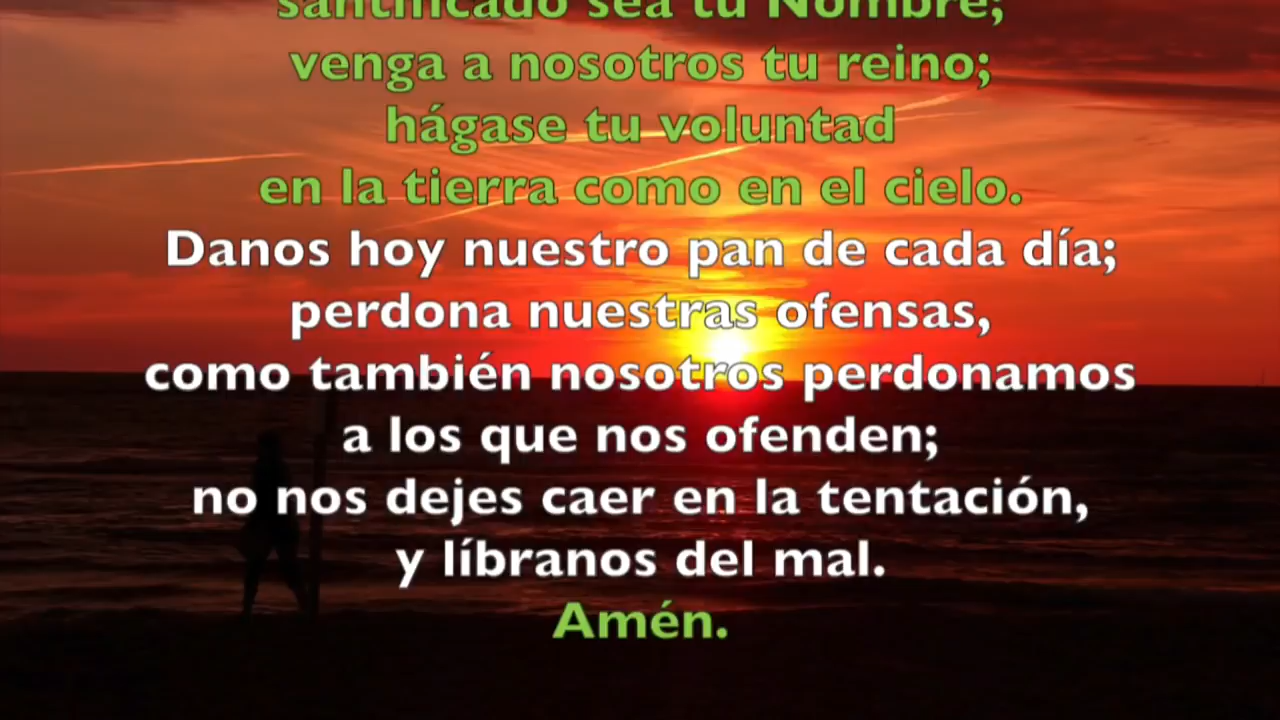 santificado sea tu Nombre;
venga a nosotros tu reino;
hágase tu voluntad
en la tierra como en el cielo.
Danos hoy nuestro pan de cada día;
perdona nuestras ofensas,
como también nosotros perdonamos
a los que nos ofenden;
no nos dejes caer en la tentación,
y líbranos del mal.
Amén.